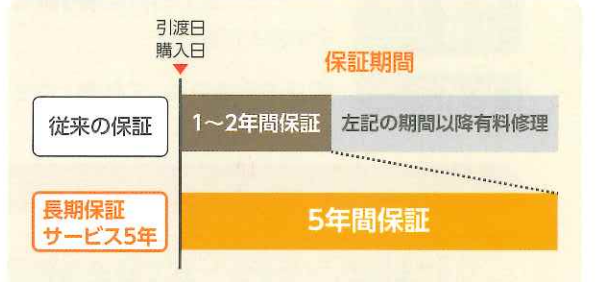 引渡日
購入日
保証期間
従来の保証
1〜2年間保証
左記の期間以降有料修理
長期保証
サービス5年
5年間保証